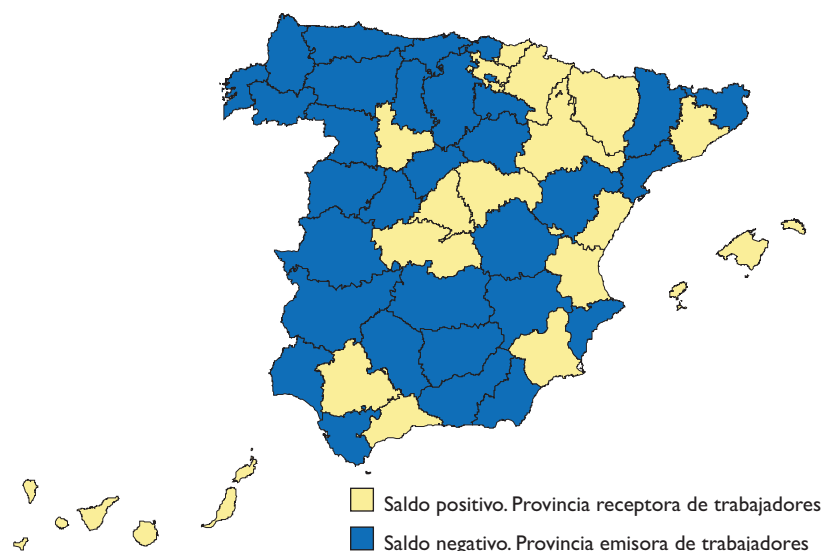 Saldo positivo. Provincia receptora de trabajadores
Saldo negativo. Provincia emisora de trabajadores